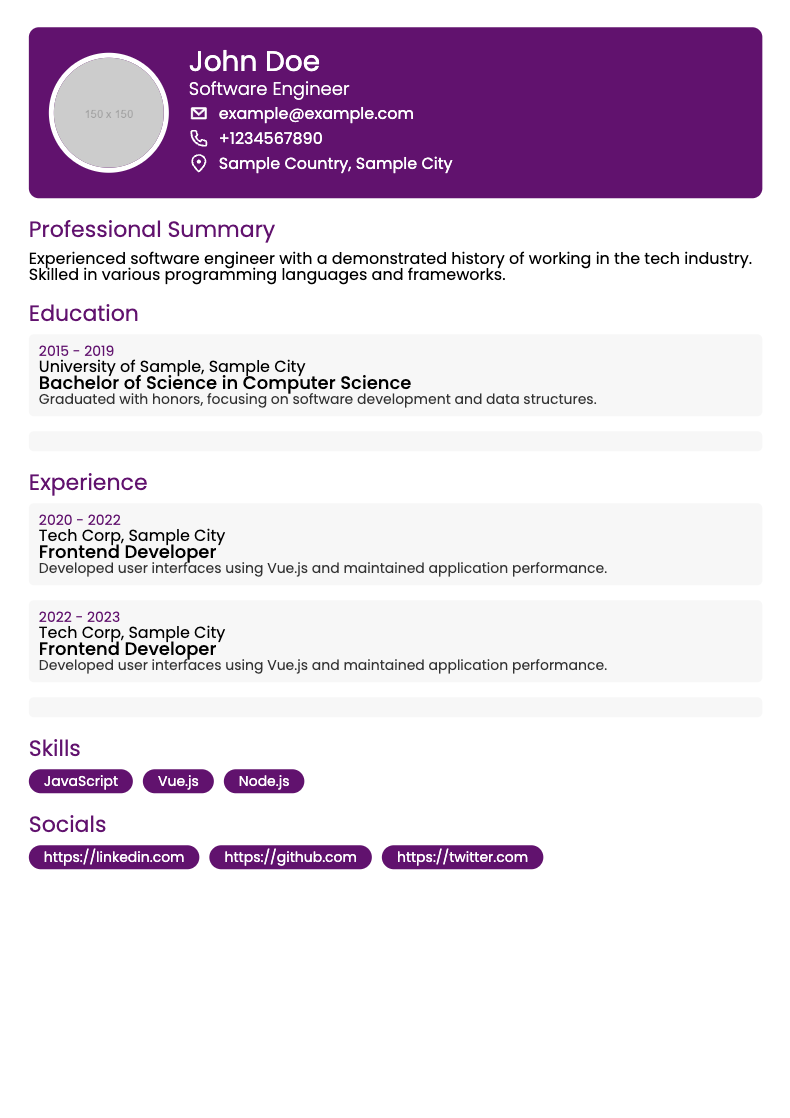 150 x 150
John Doe
Software Engineer
example@example.com
+1234567890
Sample Country, Sample City
Professional Summary
Experienced software engineer with a demonstrated history of working in the tech industry.
Skilled in various programming languages and frameworks.
Education
2015 - 2019
University of Sample, Sample City
Bachelor of Science in Computer Science
Graduated with honors, focusing on software development and data structures.
Experience
2020 - 2022
Tech Corp, Sample City
Frontend Developer
Developed user interfaces using Vue.js and maintained application performance.
2022 - 2023
Tech Corp, Sample City
Frontend Developer
Developed user interfaces using Vue.js and maintained application performance.
Skills
JavaScript Vue.js Node.js
Socials
https://linkedin.com https://github.com https://twitter.com